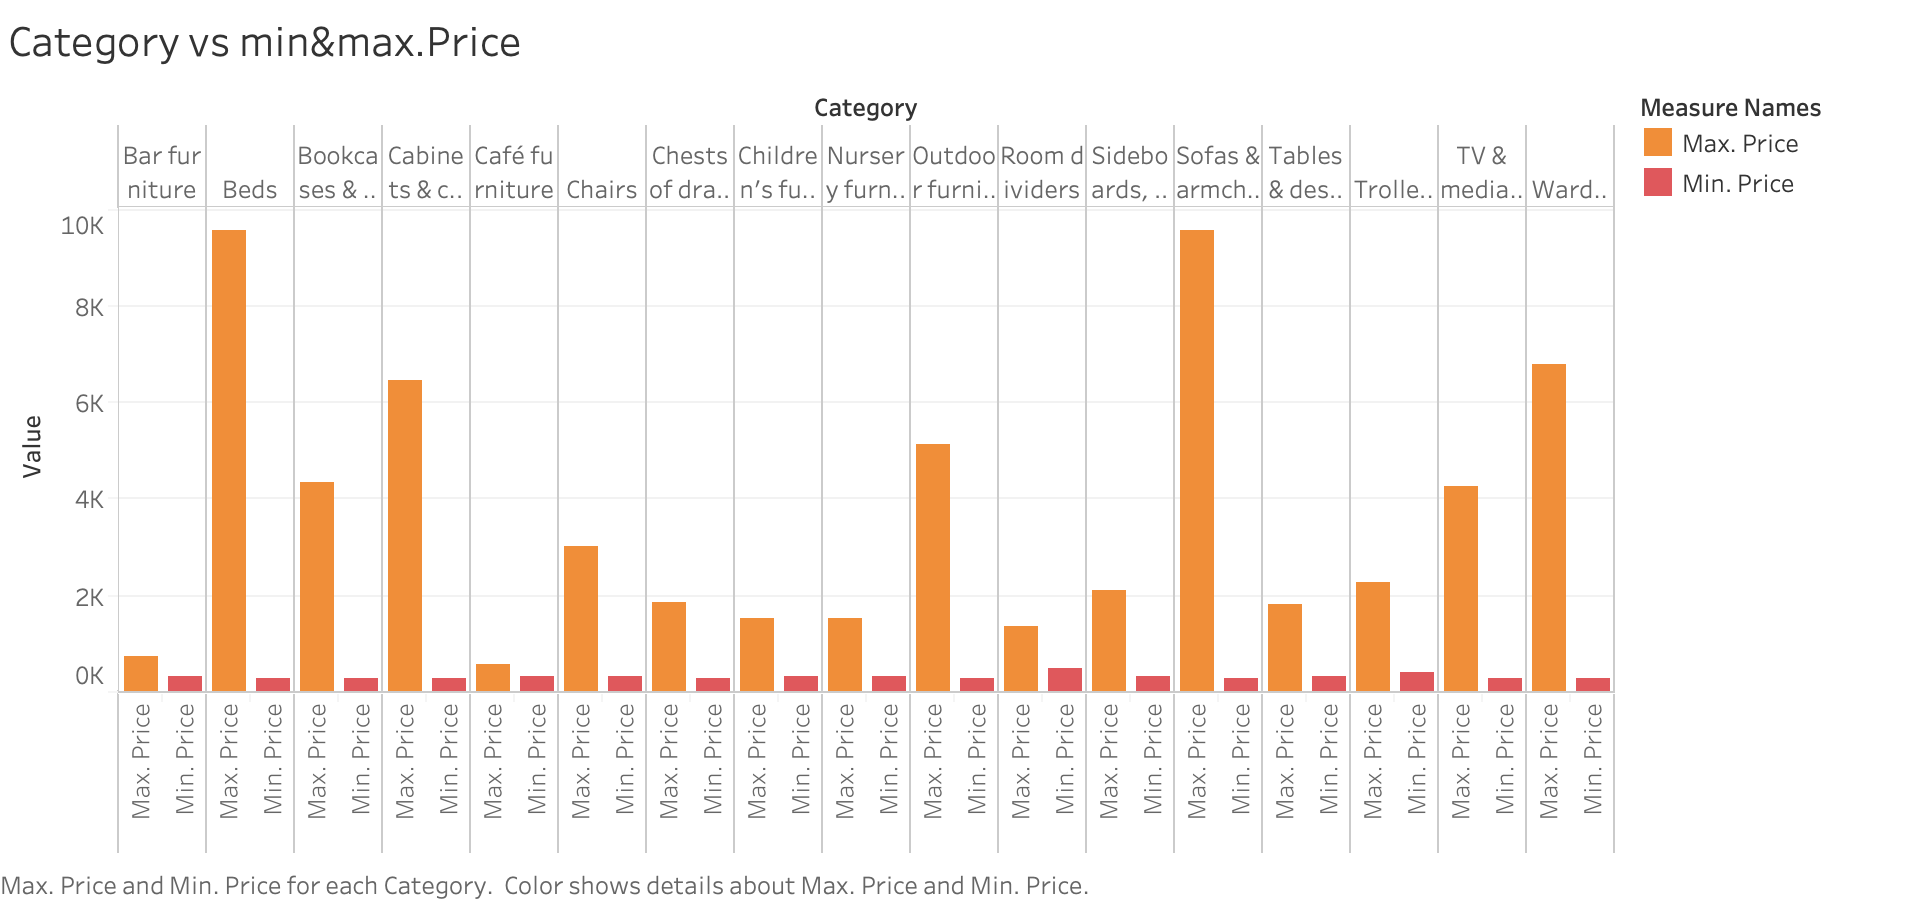 Category vs min&max.Price
Category
Measure Names
Max. Price
Min. Price
Bar fur
niture
Beds
Bookca
ses & ..
Cabine
ts & c..
Café fu
rniture
Chairs
Chests
of dra..
Childre
n’s fu..
Nurser
y furn..
Outdoo
r furni..
Room d
ividers
Sidebo
ards, ..
Sofas &
armch..
Tables
& des..
Trolle..
TV &
media..
Ward..
10K
8K
6K
4K
2K
0K
Value
Max. Price
Min. Price
Max. Price
Min. Price
Max. Price
Min. Price
Max. Price
Min. Price
Max. Price
Min. Price
Max. Price
Min. Price
Max. Price
Min. Price
Max. Price
Min. Price
Max. Price
Min. Price
Max. Price
Min. Price
Max. Price
Min. Price
Max. Price
Min. Price
Max. Price
Min. Price
Max. Price
Min. Price
Max. Price
Min. Price
Max. Price
Min. Price
Max. Price
Min. Price
Max. Price and Min. Price for each Category.  Color shows details about Max. Price and Min. Price.